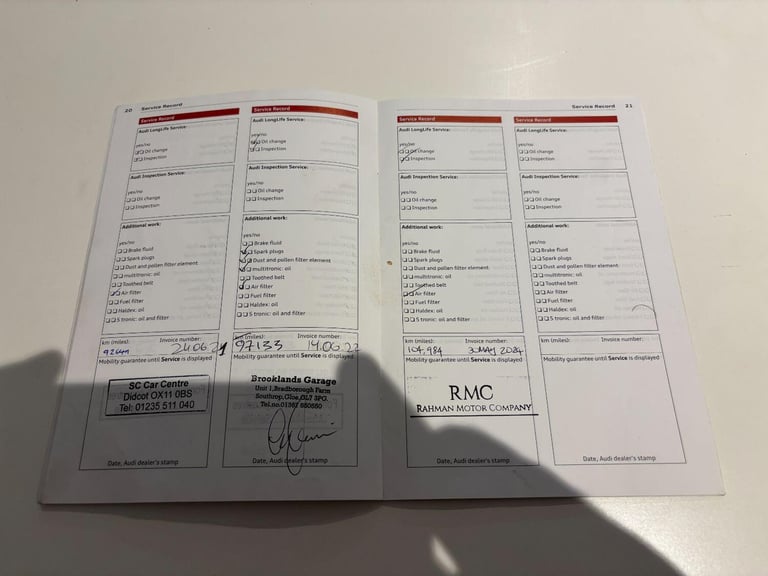 20 Service Record
Service Record
Audi LongLife Service:
yes/no
Oil change
Inspection
Audi Inspection Service:
yes/no
Oil change
Inspection
Additional work:
yes/no
Brake fluid
Spark plugs
Dust and pollen filter element
multitronic: oil
Toothed belt
Air filter
Fuel filter
Haldex: oil
S tronic: oil and filter
km (miles): Invoice number:
24.06.21
Mobility guarantee until Service is displayed
SC Car Centre
Didcot OX11 0BS
Tel: 01235 511 040
Date, Audi dealer's stamp
Service Record
Audi LongLife Service:
yes/no
Oil change
Inspection
Audi Inspection Service:
yes/no
Oil change
Inspection
Additional work:
yes/no
Brake fluid
Spark plugs
Dust and pollen filter element
multitronic: oil
Toothed belt
Air filter
Fuel filter
Haldex: oil
S tronic: oil and filter
km (miles): Invoice number:
97133
Mobility guarantee until Service is displayed
Brooklands Garage
Unit 1,Bradborough Farm
Southrop,Glos,GL7 3PG.
Date, Audi dealer's stamp
Service Record 21
Service Record
Audi LongLife Service:
yes/no
Oil change
Inspection
Audi Inspection Service:
yes/no
Oil change
Inspection
Additional work:
yes/no
Brake fluid
Spark plugs
Dust and pollen filter element
multitronic: oil
Toothed belt
Air filter
Fuel filter
Haldex: oil
S tronic: oil and filter
km (miles): Invoice number:
107,984 30 MAY 2024
Mobility guarantee until Service is displayed
RMC
RAHMAN MOTOR COMPANY
Date, Audi dealer's stamp
Service Record
Audi LongLife Service:
yes/no
Oil change
Inspection
Audi Inspection Service:
yes/no
Oil change
Inspection
Additional work:
yes/no
Brake fluid
Spark plugs
Dust and pollen filter element
multitronic: oil
Toothed belt
Air filter
Fuel filter
Haldex: oil
S tronic: oil and filter
km (miles): Invoice number:
Mobility guarantee until Service is displayed
Date, Audi dealer's stamp